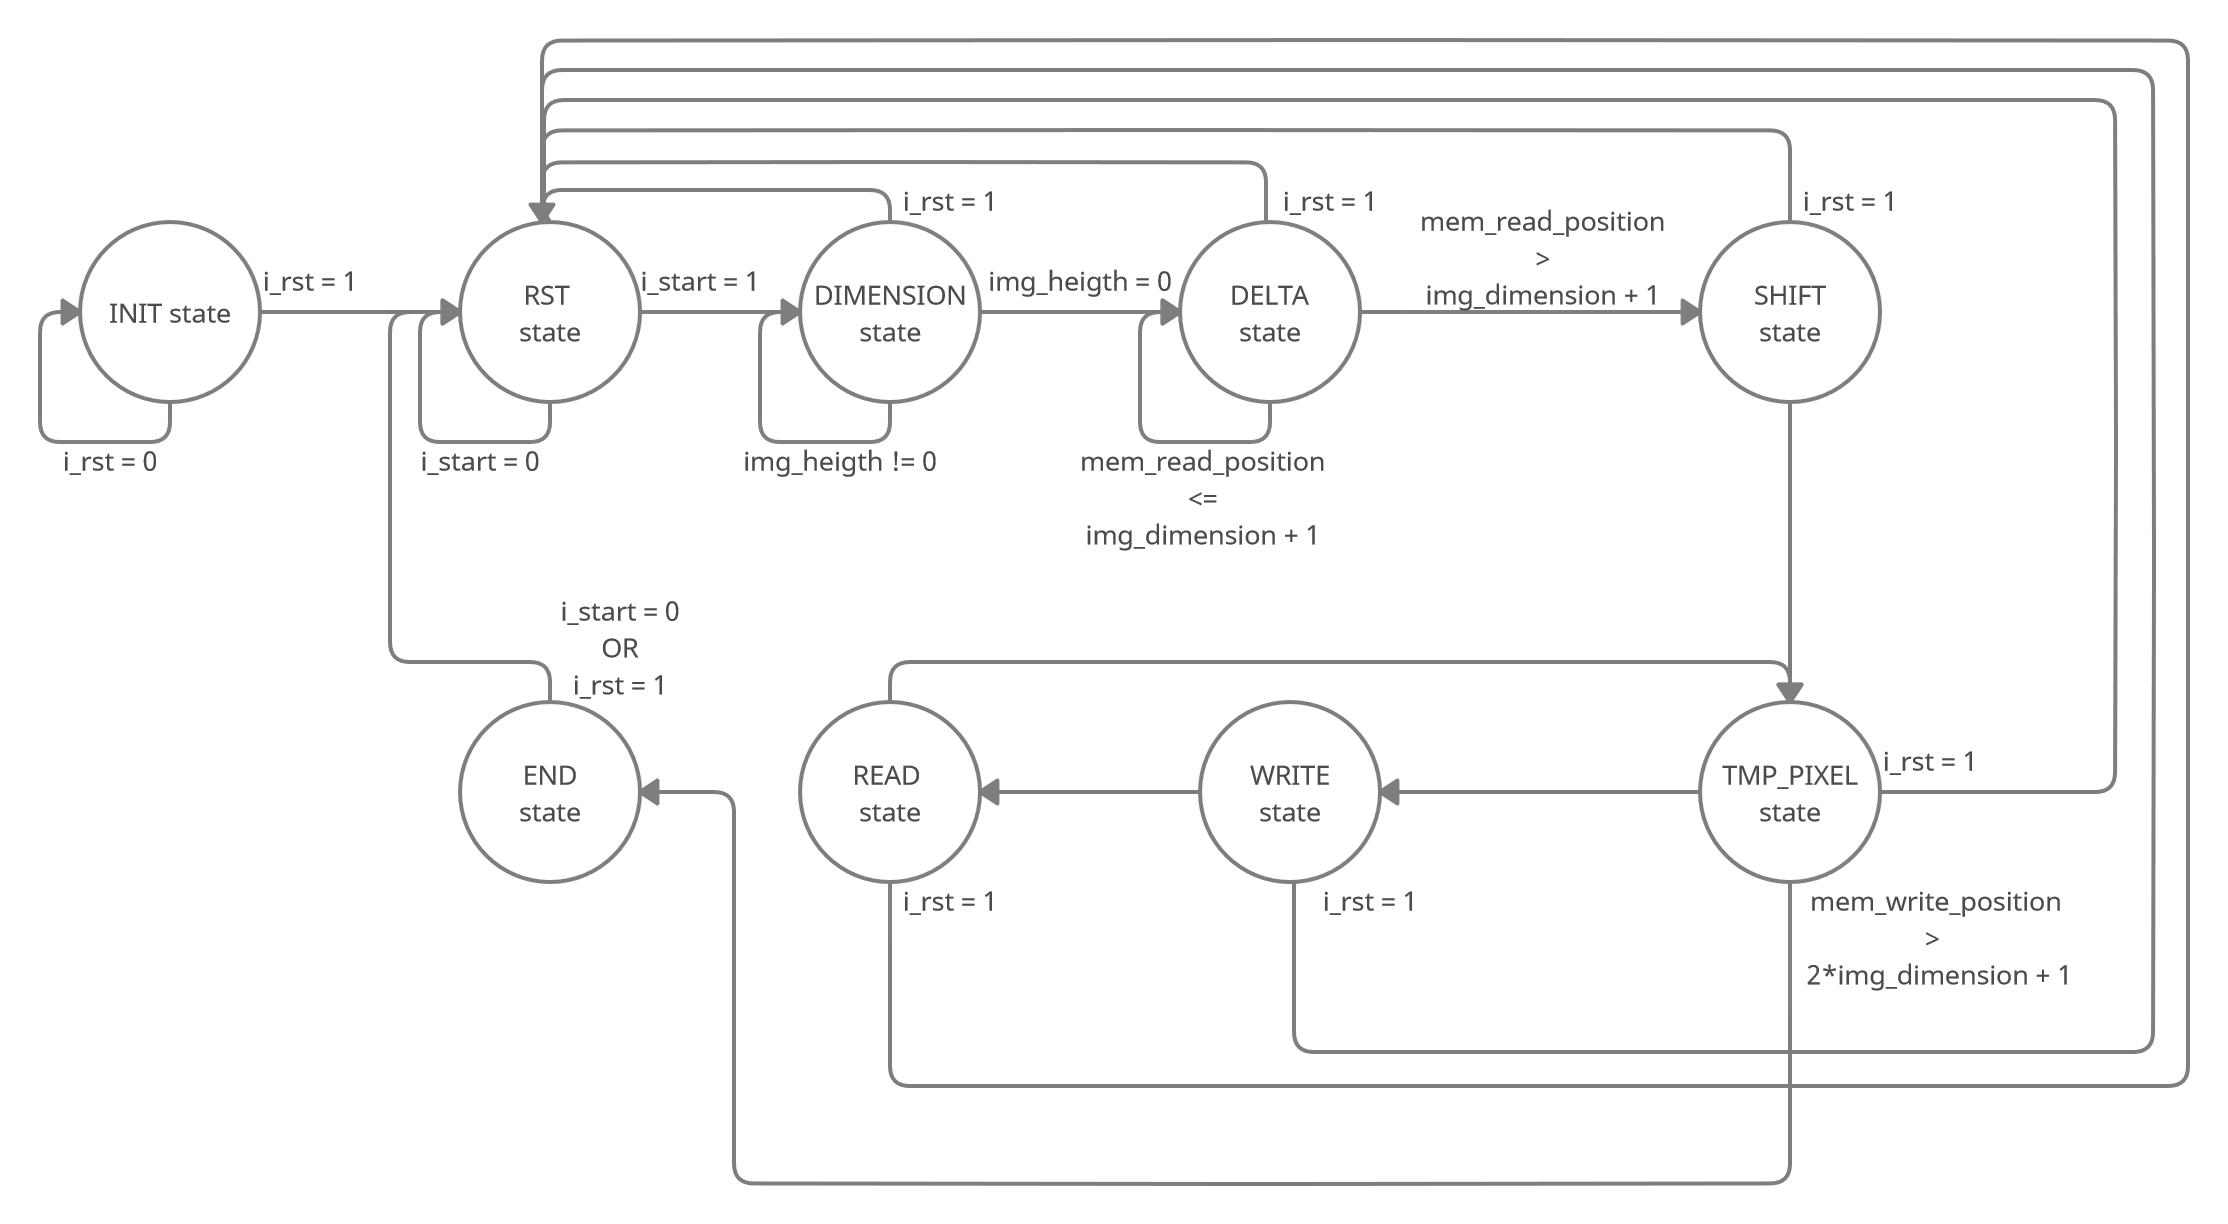 i_rst = 1
i_rst = 1
i_rst = 1
mem_read_position
>
img_dimension + 1
i_rst = 1
i_start = 1
img_heigth = 0
INIT state
RST
state
DIMENSION
state
DELTA
state
SHIFT
state
i_rst = 0
i_start = 0
img_heigth != 0
mem_read_position
<=
img_dimension + 1
i_start = 0
OR
i_rst = 1
END
state
READ
state
WRITE
state
TMP_PIXEL
state
i_rst = 1
i_rst = 1
i_rst = 1
mem_write_position
>
2*img_dimension + 1